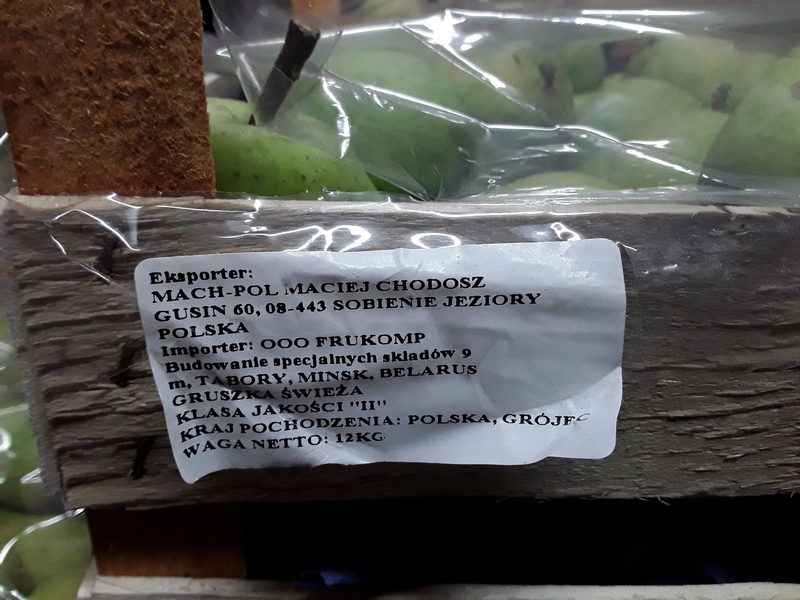 Eksporter:
MACH-POL MACIEJ CHODOSZ
GUSIN 60, 08-443 SOBIENIE JEZIORY
POLSKA
Importer: OOO FRUKOMP
Budowanie specjalnych skladów 9
m, TABORY, MINSK, BELARUS
GRUSZKA ŚWIEŻA
KLASA JAKOŚCI "II"
KRAJ POCHODZENIA: POLSKA, GRÓJEC
WAGA NETTO: 12KG